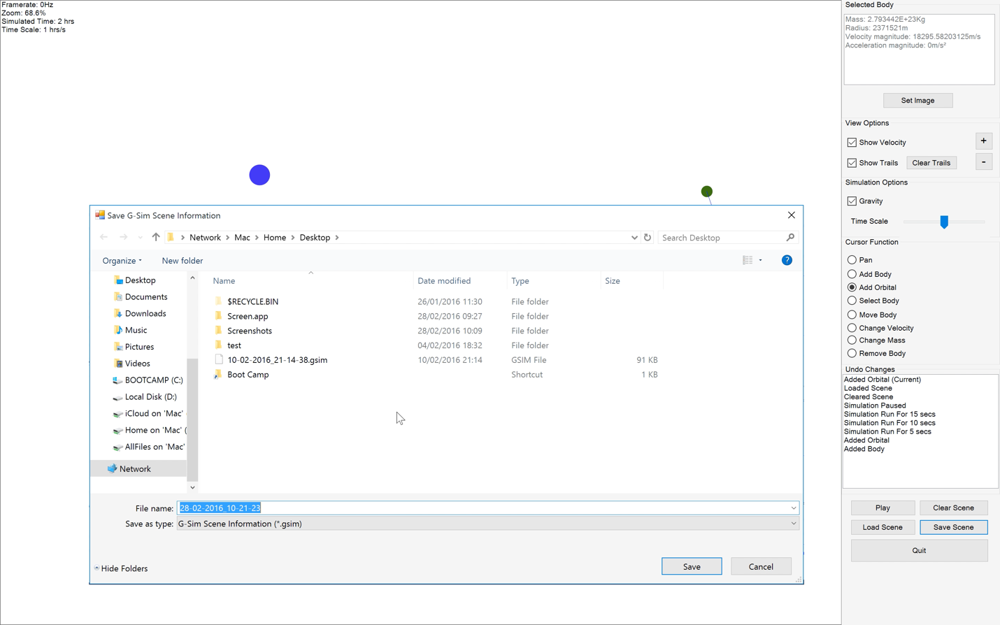 Framerate: 0Hz
Zoom: 68.6%
Simulated Time: 2 hrs
Time Scale: 1 hrs/s
Selected Body
Mass: 2.793442E+23Kg
Radius: 2371521m
Velocity magnitude: 18295.58203125m/s
Acceleration magnitude: 0m/s²
Set Image
View Options
Show Velocity
+
Show Trails
Clear Trails
-
Simulation Options
Gravity
Time Scale
Cursor Function
Pan
Add Body
Add Orbital
Select Body
Move Body
Change Velocity
Change Mass
Remove Body
Undo Changes
Added Orbital (Current)
Loaded Scene
Cleared Scene
Simulation Paused
Simulation Run For 15 secs
Simulation Run For 10 secs
Simulation Run For 5 secs
Added Orbital
Added Body
Play
Clear Scene
Load Scene
Save Scene
Quit
Save G-Sim Scene Information
Network > Mac > Home > Desktop >
Search Desktop
Organize
New folder
?
Desktop
Documents
Downloads
Music
Pictures
Videos
BOOTCAMP (C:)
Local Disk (D:)
iCloud on 'Mac'
Home on 'Mac' (
AllFiles on 'Mac'
Network
Name Date modified Type Size
$RECYCLE.BIN 26/01/2016 11:30 File folder
Screen.app 28/02/2016 09:27 File folder
Screenshots 28/02/2016 10:09 File folder
test 04/02/2016 18:32 File folder
10-02-2016_21-14-38.gsim 10/02/2016 21:14 GSIM File 91 KB
Boot Camp Shortcut 1 KB
File name: 28-02-2016_10-21-23
Save as type: G-Sim Scene Information (*.gsim)
Hide Folders
Save
Cancel